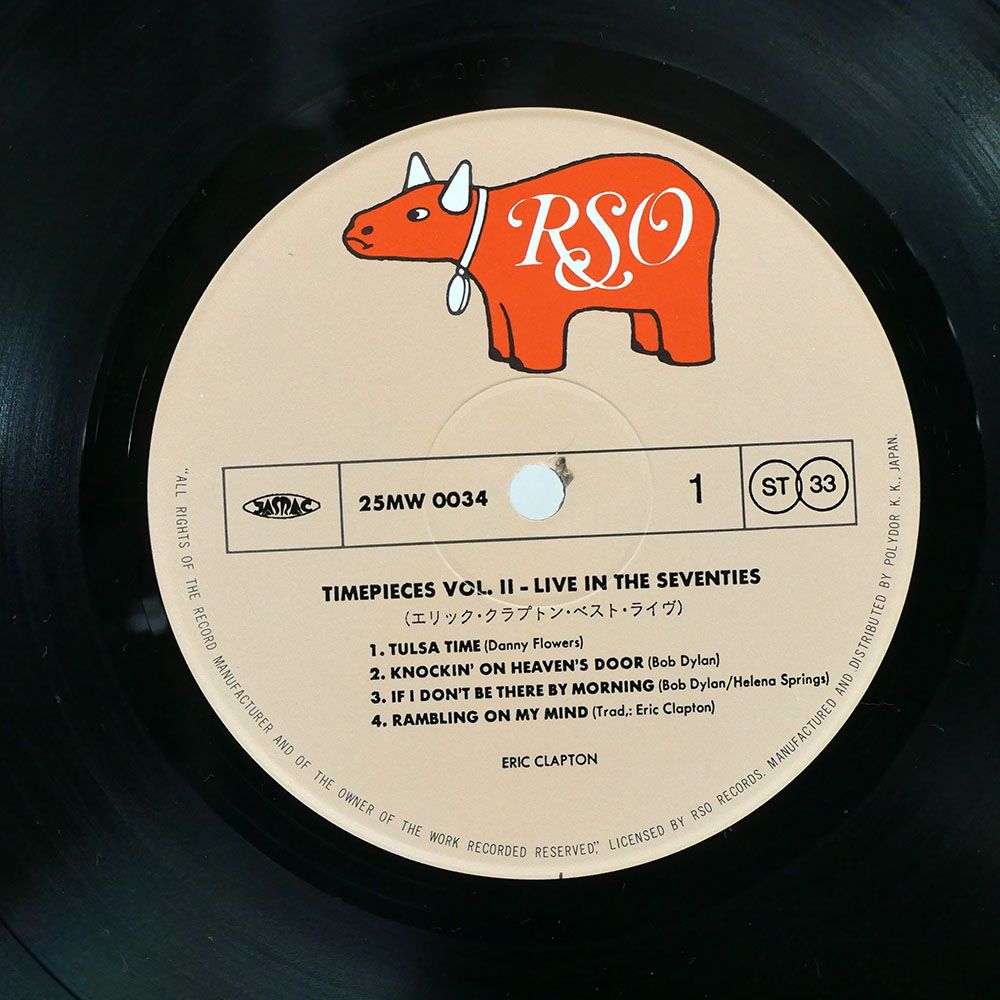 RSO
JASRAC
25MW 0034
1
ST 33
TIMEPIECES VOL. II – LIVE IN THE SEVENTIES
(エリック・クラプトン・ベスト・ライヴ)
1. TULSA TIME (Danny Flowers)
2. KNOCKIN' ON HEAVEN'S DOOR (Bob Dylan)
3. IF I DON'T BE THERE BY MORNING (Bob Dylan/Helena Springs)
4. RAMBLING ON MY MIND (Trad,: Eric Clapton)
ERIC CLAPTON
"ALL RIGHTS OF THE RECORD MANUFACTURER AND OF THE OWNER OF THE WORK RECORDED RESERVED", LICENSED BY RSO RECORDS. MANUFACTURED AND DISTRIBUTED BY POLYDOR K. K., JAPAN.